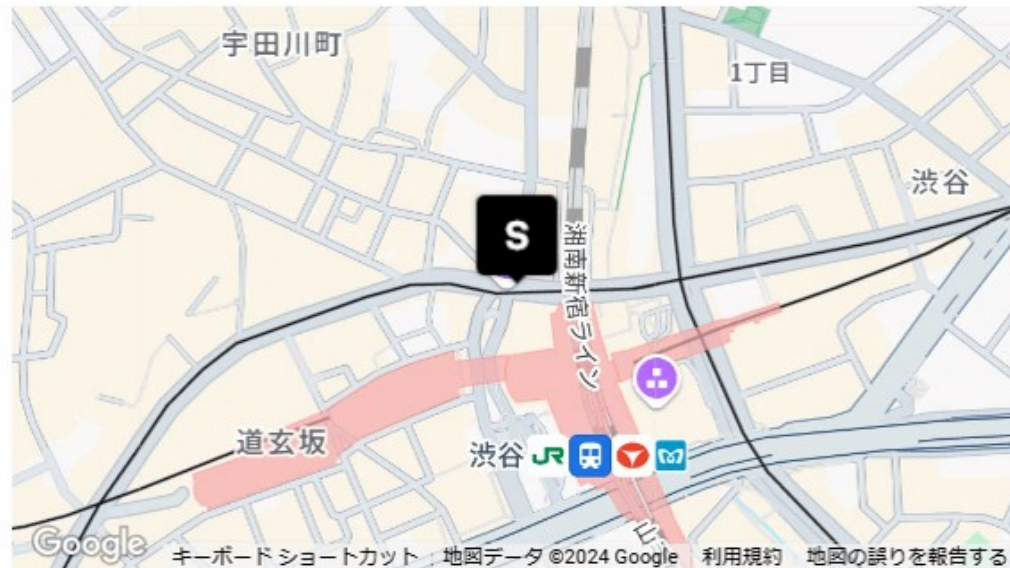 宇田川町
1丁目
渋谷
S
湘南新宿ライン
道玄坂
渋谷 JR
山
Google キーボード ショートカット 地図データ ©2024 Google 利用規約 地図の誤りを報告する